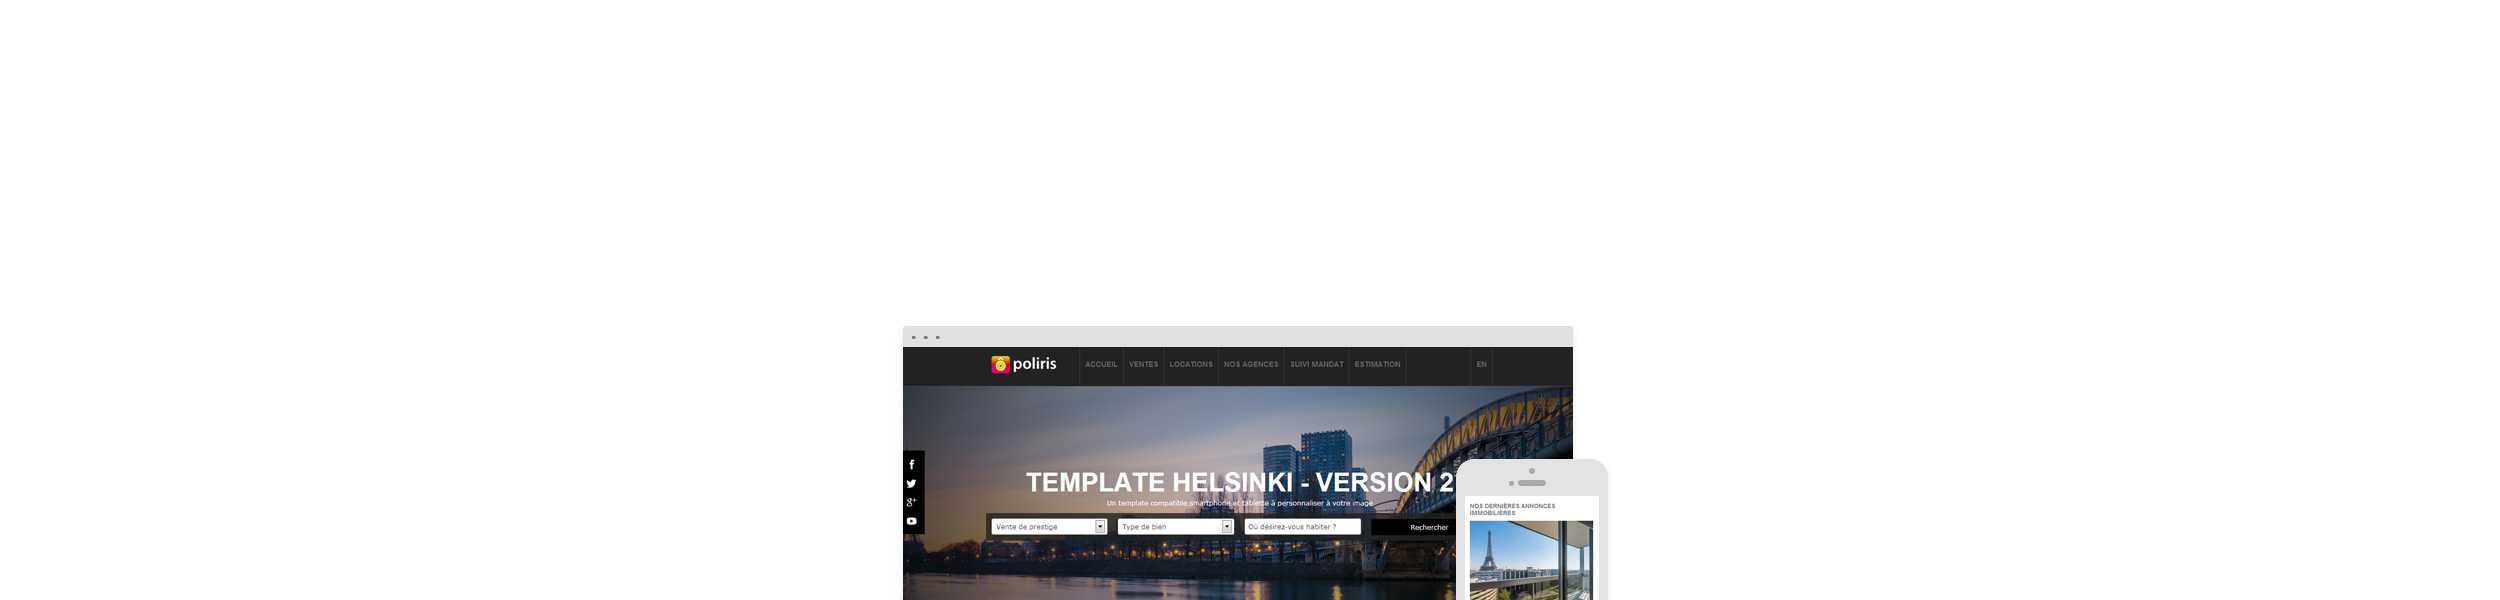 poliris
ACCUEIL VENTES LOCATIONS NOS AGENCES SUIVI MANDAT ESTIMATION EN
TEMPLATE HELSINKI - VERSION 2
Un template compatible smartphone et tablette à personnaliser à votre image
Vente de prestige Type de bien Où désirez-vous habiter ? Rechercher
NOS DERNIÈRES ANNONCES
IMMOBILIÈRES